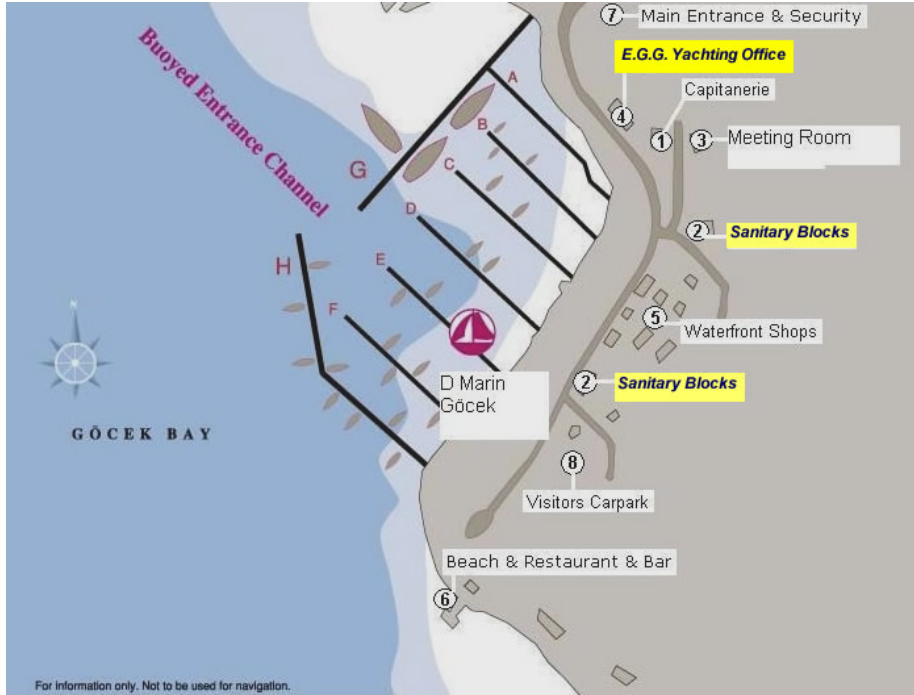 7 Main Entrance & Security
E.G.G. Yachting Office
Capitanerie
4
1
3 Meeting Room
Buoyed Entrance Channel
A
B
C
G
D
2 Sanitary Blocks
E
H
F
N
5 Waterfront Shops
D Marin
Göcek
2 Sanitary Blocks
GÖCEK BAY
8
Visitors Carpark
Beach & Restaurant & Bar
6
For information only. Not to be used for navigation.